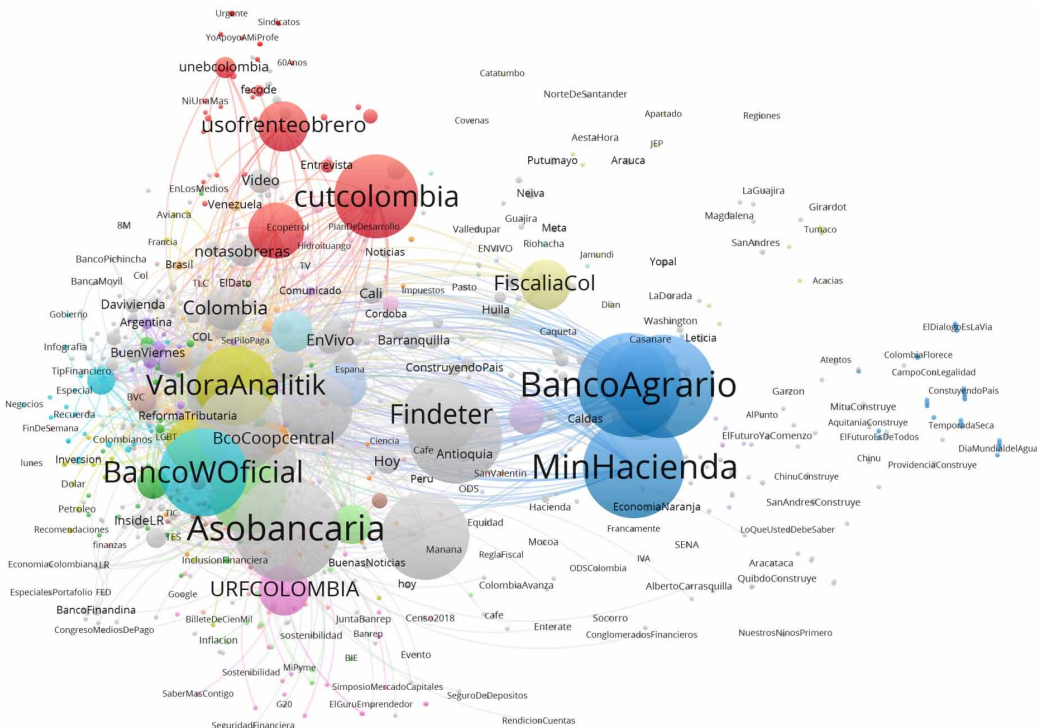 Urgente
Sindicatos
YoApoyoAMiProfe
unebcolombia
60Anos
Catatumbo
fecode
NorteDeSantander
NiUnaMas
Apartado
Regiones
Covenas
usofrenteobrero
AestaHora
JEP
Entrevista
Putumayo
Arauca
Video
EnLosMedios
cutcolombia
Neiva
LaGuajira
Venezuela
Girardot
Avianca
Magdalena
Guajira
8M
Ecopetrol
PlanDeDesarrollo
Valledupar
Meta
Tumaco
Francia
Riohacha
SanAndres
Hidroituango
ENVIVO
notasobreras
Noticias
Jamundi
BancoPichincha
Brasil
TV
Yopal
Col
BancaMovil
TLC
ElDato
FiscaliaCol
Acacias
Comunicado
Impuestos
Pasto
Cali
LaDorada
Davivienda
Colombia
Dian
Huila
Gobierno
Cordoba
Argentina
Washington
ElDialogoEsLaVia
Caqueta
COL
SerPiloPaga
EnVivo
Barranquilla
Casanare
Leticia
Infografia
BuenViernes
ColombiaFlorece
Atentos
ConstruyendoPais
CampoConLegalidad
TipFinanciero
Espana
ValoraAnalitik
BancoAgrario
Especial
Garzon
ConstuyendoPais
BVC
Negocios
MituConstruye
Recuerda
ReformaTributaria
Findeter
AlPunto
TemporadaSeca
Caldas
AquitaniaConstruye
FinDeSemana
Colombianos
LGBT
BcoCoopcentral
ElFuturoEsDeTodos
Ciencia
ElFuturoYaComenzo
Cafe
Antioquia
DiaMundialdelAgua
lunes
Inversion
Hoy
Chinu
ProvidenciaConstruye
BancoWOficial
MinHacienda
SanValentin
Dolar
Peru
ChinuConstruye
ODS
Petroleo
Hacienda
EconomiaNaranja
SanAndresConstruye
TIC
InsideLR
Equidad
Asobancaria
Francamente
Recomendaciones
LoQueUstedDebeSaber
TES
RegIaFiscal
Mocoa
finanzas
Manana
SENA
InclusionFinanciera
BuenasNoticias
IVA
Aracataca
EconomiaColombiana
LR
ODSColombia
QuibdoConstruye
Google
URFCOLOMBIA
hoy
ColombiaAvanza
AlbertoCarrasquilla
EspecialesPortafolio
FED
BancoFinandina
JuntaBanrep
Censo2018
cafe
Socorro
BilleteDeCienMil
CongresoMediosDePago
Enterate
ConglomeradosFinancieros
NuestrosNinosPrimero
sostenibilidad
Banrep
Inflacion
BIE
Evento
Sostenibilidad
MiPyme
SimposioMercadoCapitales
SaberMasContigo
SeguroDeDepositos
G20
ElGuruEmprendedor
RendicionCuentas
SeguridadFinanciera